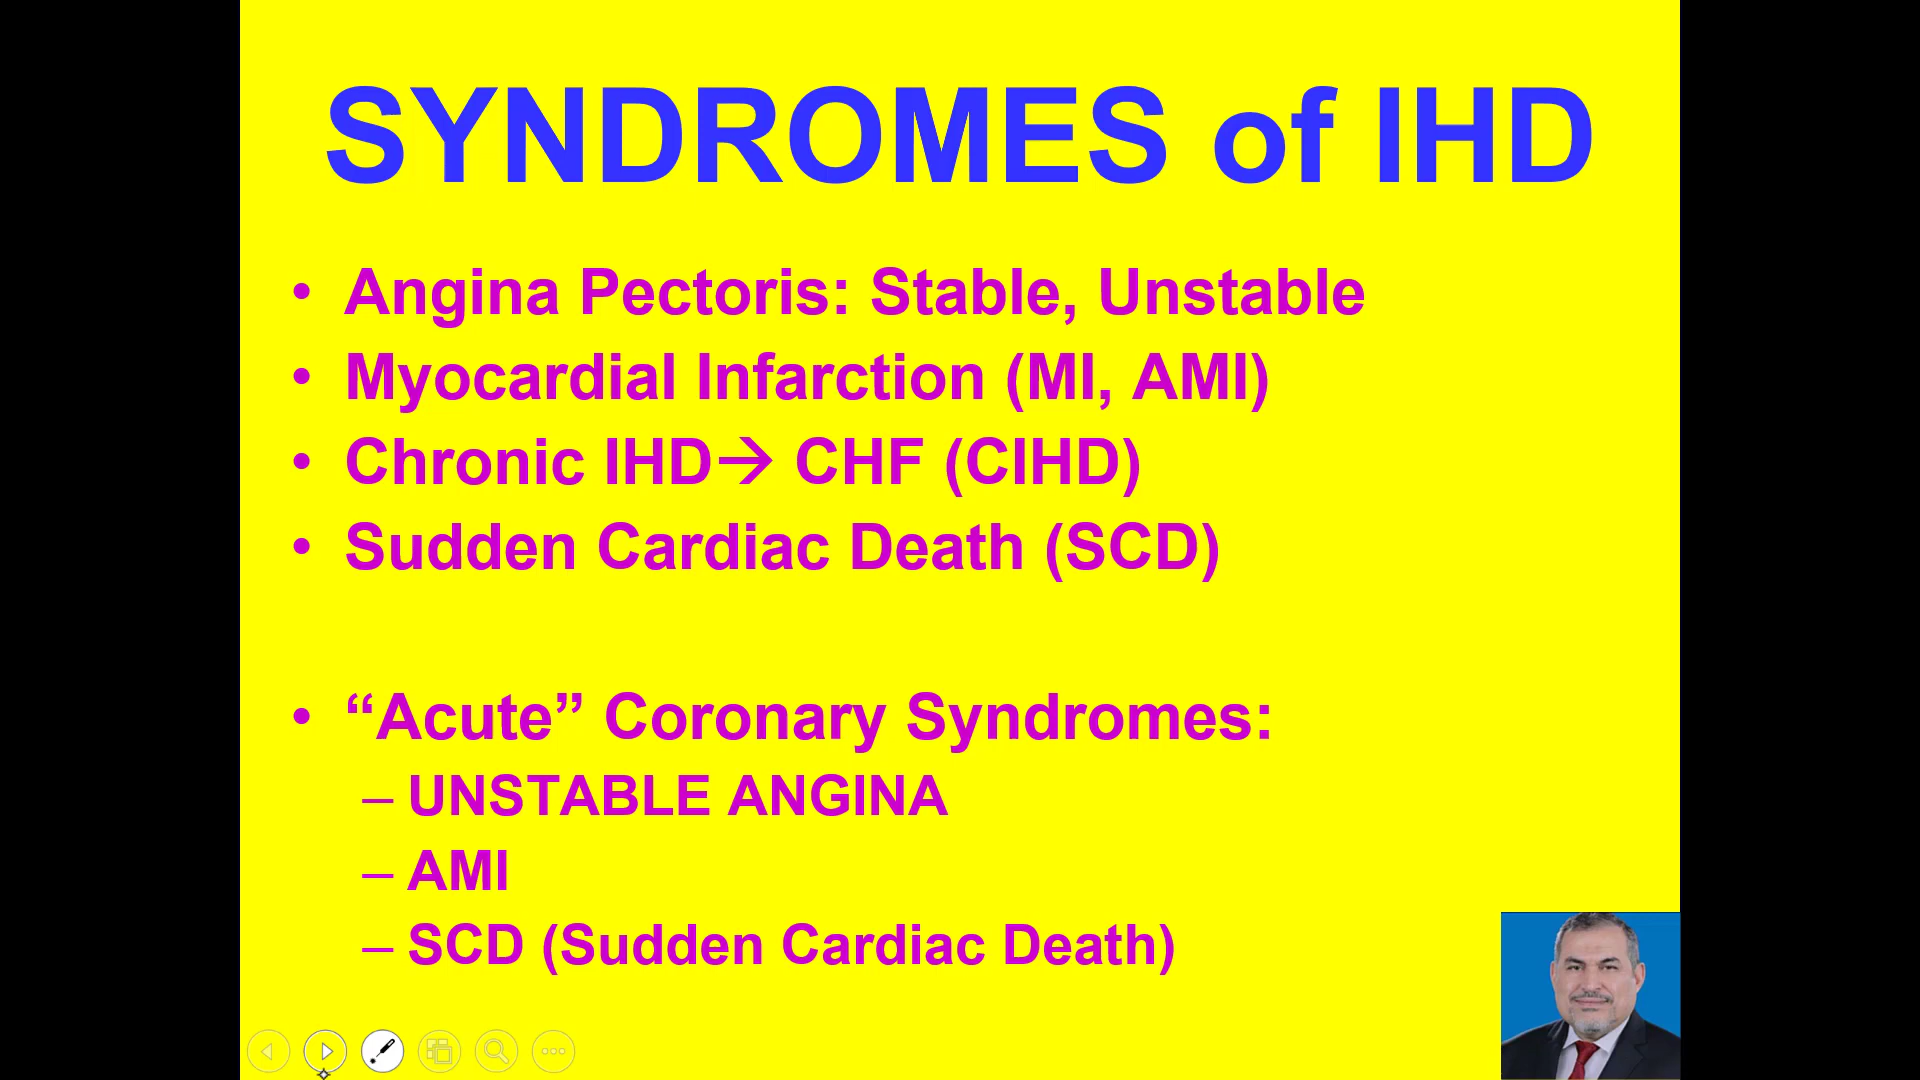 SYNDROMES of IHD
• Angina Pectoris: Stable, Unstable
• Myocardial Infarction (MI, AMI)
• Chronic IHD→ CHF (CIHD)
• Sudden Cardiac Death (SCD)
• “Acute” Coronary Syndromes:
– UNSTABLE ANGINA
– AMI
– SCD (Sudden Cardiac Death)